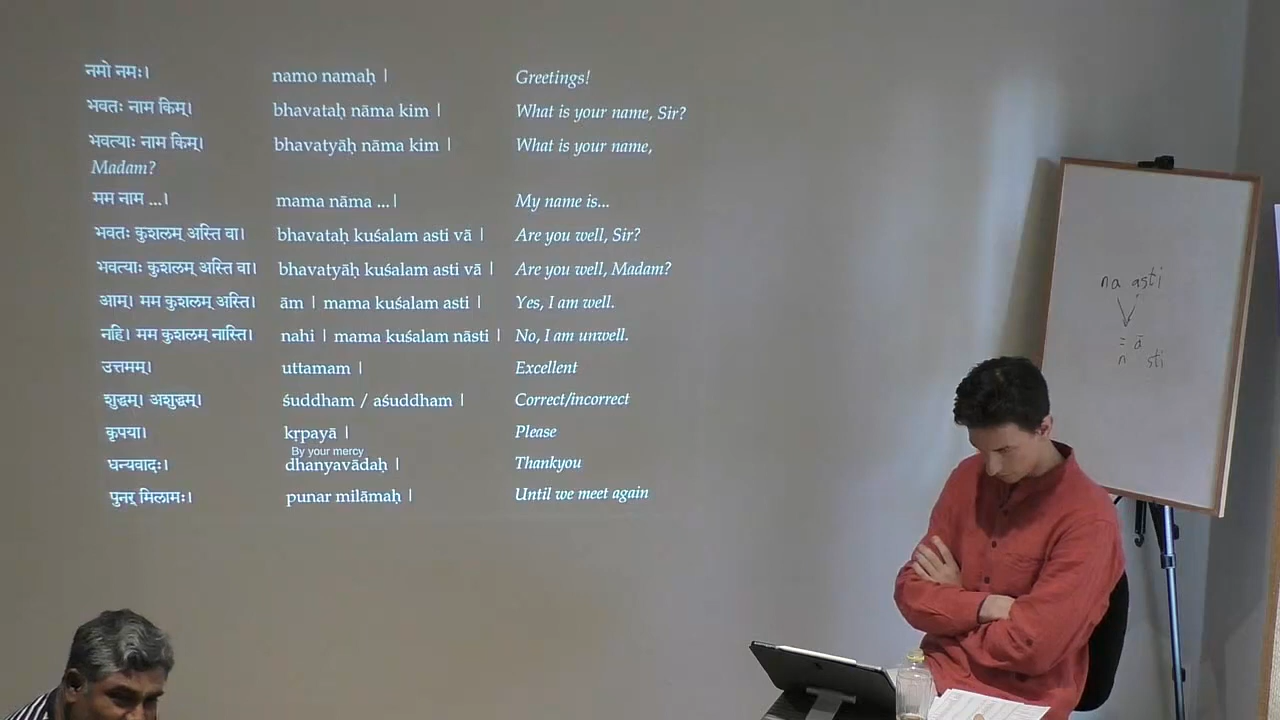 नमो नमः। namo namaḥ | Greetings!
भवतः नाम किम्। bhavataḥ nāma kim | What is your name, Sir?
भवत्याः नाम किम्। bhavatyāḥ nāma kim | What is your name,
Madam?
मम नाम ...। mama nāma ... | My name is...
भवतः कुशलम् अस्ति वा। bhavataḥ kuśalam asti vā | Are you well, Sir?
भवत्याः कुशलम् अस्ति वा। bhavatyāḥ kuśalam asti vā | Are you well, Madam?
आम्। मम कुशलम् अस्ति। ām | mama kuśalam asti | Yes, I am well.
नहि। मम कुशलम् नास्ति। nahi | mama kuśalam nāsti | No, I am unwell.
उत्तमम्। uttamam | Excellent
शुद्धम्। अशुद्धम्। śuddham / aśuddham | Correct/incorrect
कृपया। kṛpayā | Please
By your mercy
घन्यवादः। dhanyavādaḥ | Thankyou
पुनर् मिलामः। punar milāmaḥ | Until we meet again
na asti
= ā
n sti